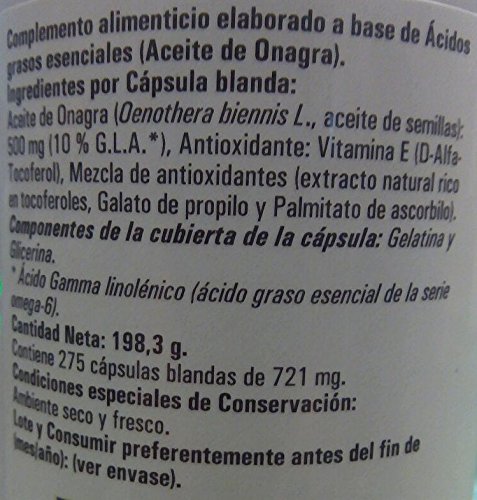 Complemento alimenticio elaborado a base de Ácidos
grasos esenciales (Aceite de Onagra).
Ingredientes por Cápsula blanda:
Aceite de Onagra (Oenothera biennis L., aceite de semillas):
500 mg (10 % G.L.A.*), Antioxidante: Vitamina E (D-Alfa-
Tocoferol), Mezcla de antioxidantes (extracto natural rico
en tocoferoles, Galato de propilo y Palmitato de ascorbilo).
Componentes de la cubierta de la cápsula: Gelatina y
Glicerina.
*Ácido Gamma linolénico (ácido graso esencial de la serie
omega-6).
Cantidad Neta: 198,3 g.
Contiene 275 cápsulas blandas de 721 mg.
Condiciones especiales de Conservación:
Ambiente seco y fresco.
Lote y Consumir preferentemente antes del fin de
(mes/año): (ver envase).